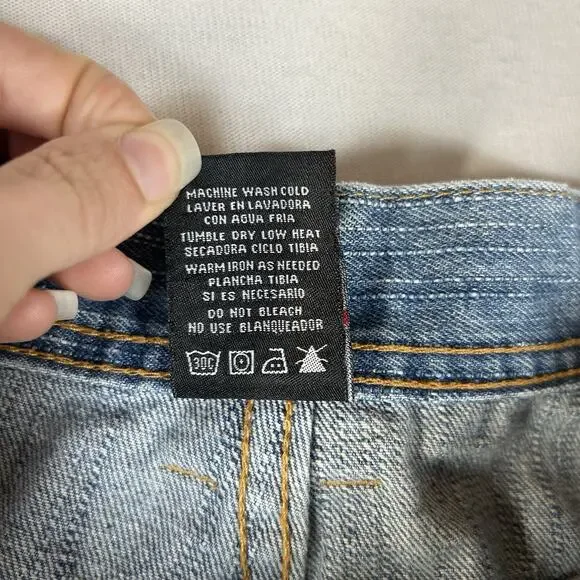 MACHINE WASH COLD
LAVER EN LAVADORA
CON AGUA FRIA
TUMBLE DRY LOW HEAT
SECADORA CICLO TIBIA
WARM IRON AS NEEDED
PLANCHA TIBIA
SI ES NECESARIO
DO NOT BLEACH
NO USE BLANQUEADOR
30C